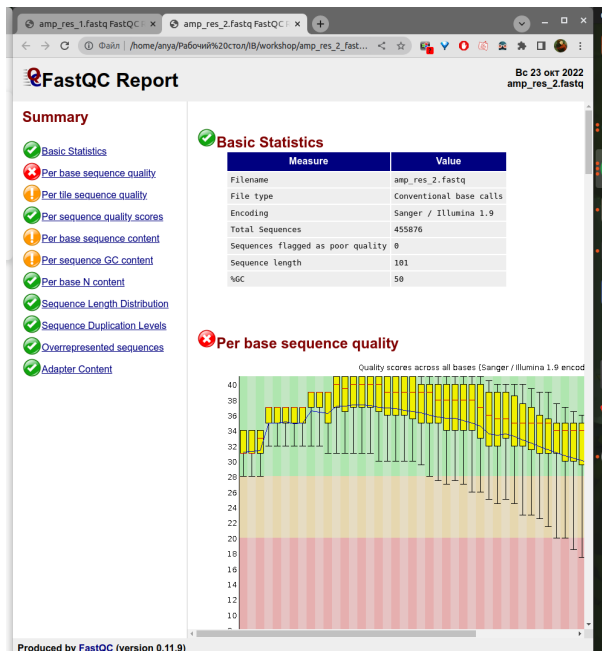 amp_res_1.fastq FastQC R
amp_res_2.fastq FastQC R
Файл /home/anya/Рабочий%20стол/IB/workshop/amp_res_2_fast...
FastQC Report
Вс 23 окт 2022
amp_res_2.fastq
Summary
Basic Statistics
Per base sequence quality
Per tile sequence quality
Per sequence quality scores
Per base sequence content
Per sequence GC content
Per base N content
Sequence Length Distribution
Sequence Duplication Levels
Overrepresented sequences
Adapter Content
Basic Statistics
Measure Value
Filename amp_res_2.fastq
File type Conventional base calls
Encoding Sanger / Illumina 1.9
Total Sequences 455876
Sequences flagged as poor quality 0
Sequence length 101
%GC 50
Per base sequence quality
Quality scores across all bases (Sanger / Illumina 1.9 encod
40
38
36
34
32
30
28
26
24
22
20
18
16
14
12
10
Produced by FastQC (version 0.11.9)